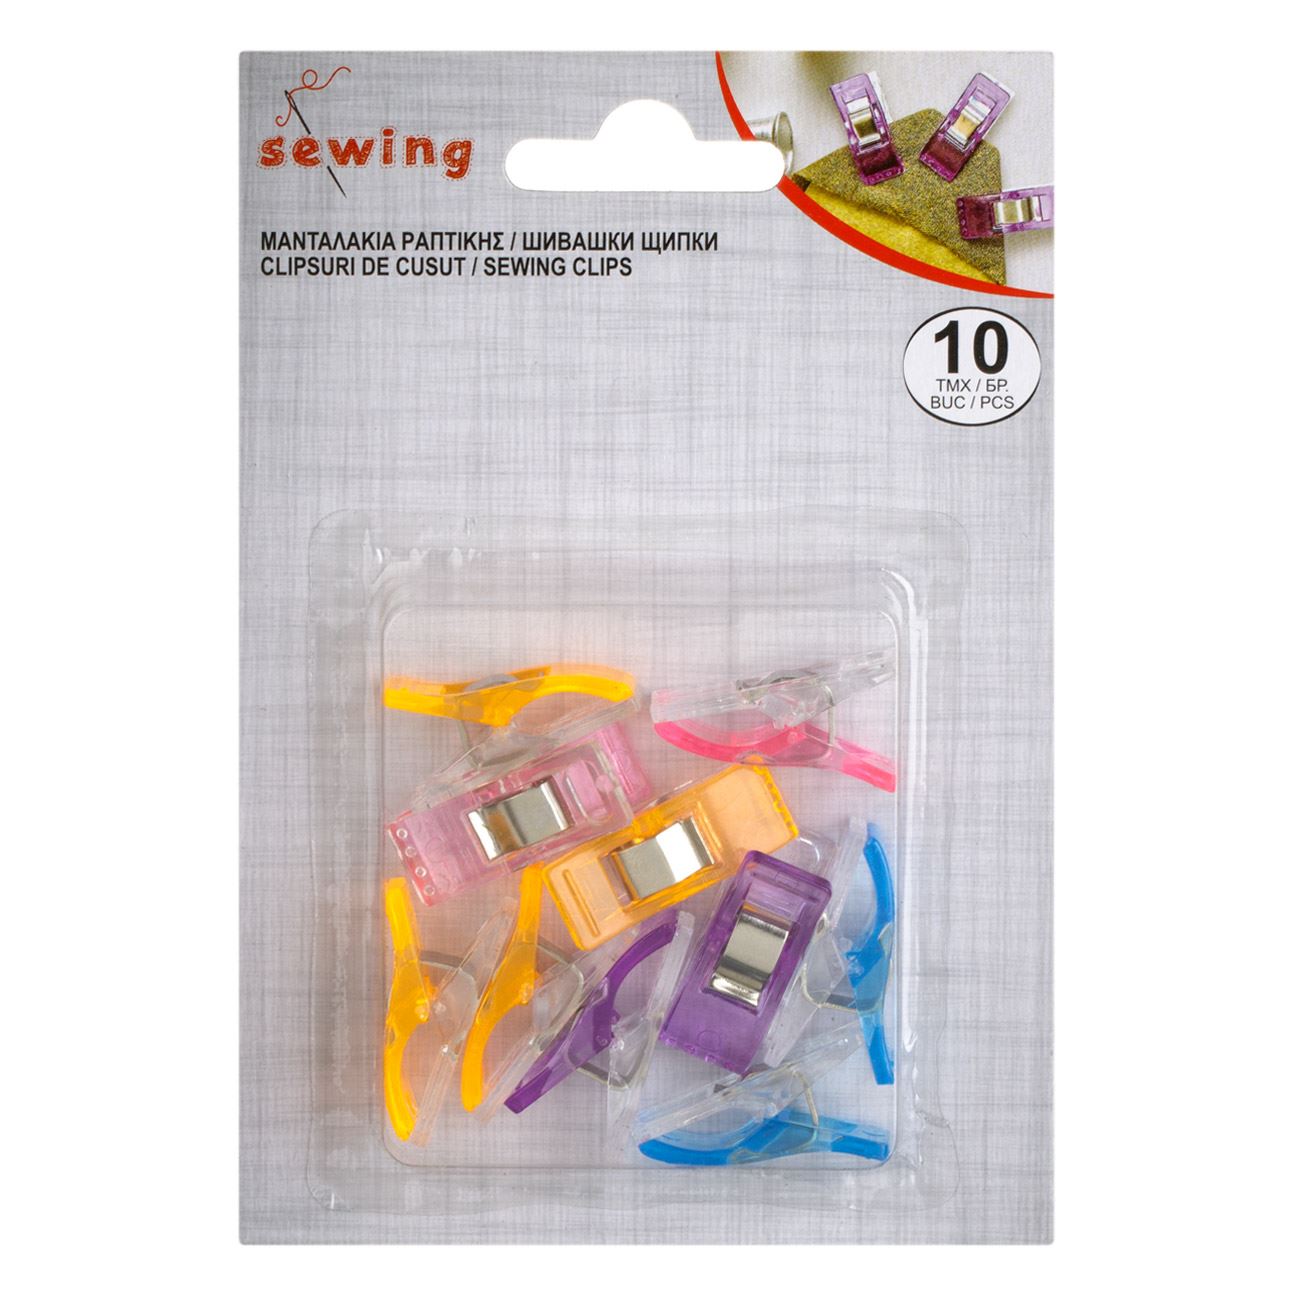 sewing
ΜΑΝΤΑΛΑΚΙΑ ΡΑΠΤΙΚΗΣ / ШИВАШКИ ЩИПКИ
CLIPSURI DE CUSUT / SEWING CLIPS
10
ΤΜΧ / БР.
BUC / PCS